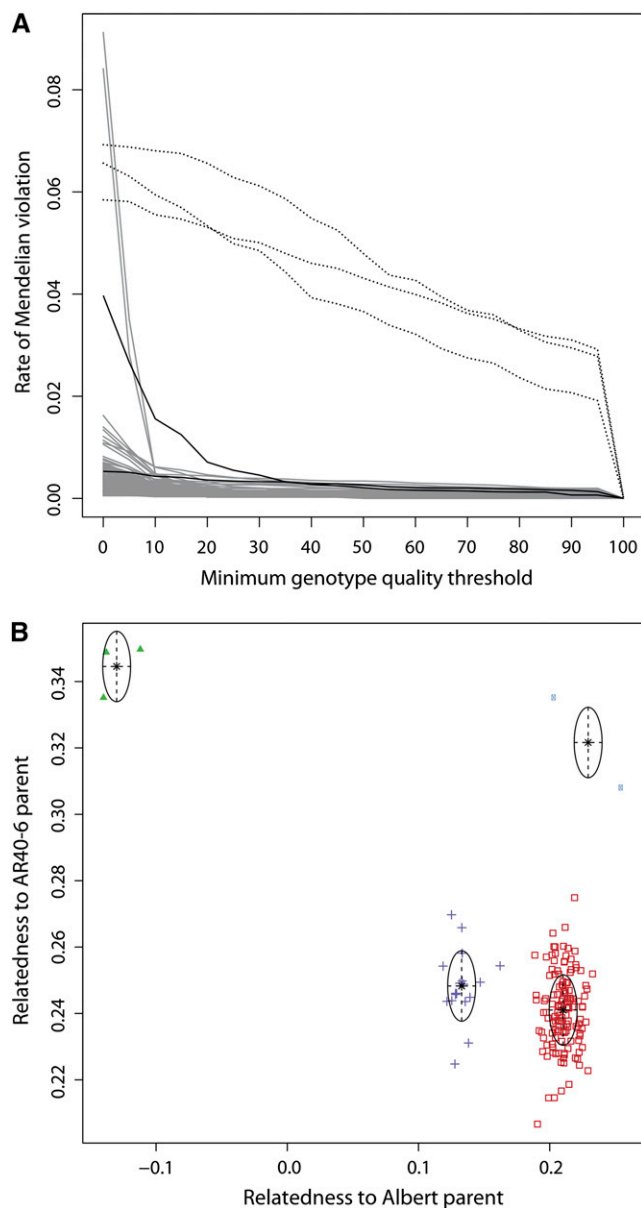 A
Rate of Mendelian violation
0.08
0.06
0.04
0.02
0.00
0 10 20 30 40 50 60 70 80 90 100
Minimum genotype quality threshold
B
Relatedness to AR40-6 parent
0.34
0.32
0.30
0.28
0.26
0.24
0.22
−0.1 0.0 0.1 0.2
Relatedness to Albert parent